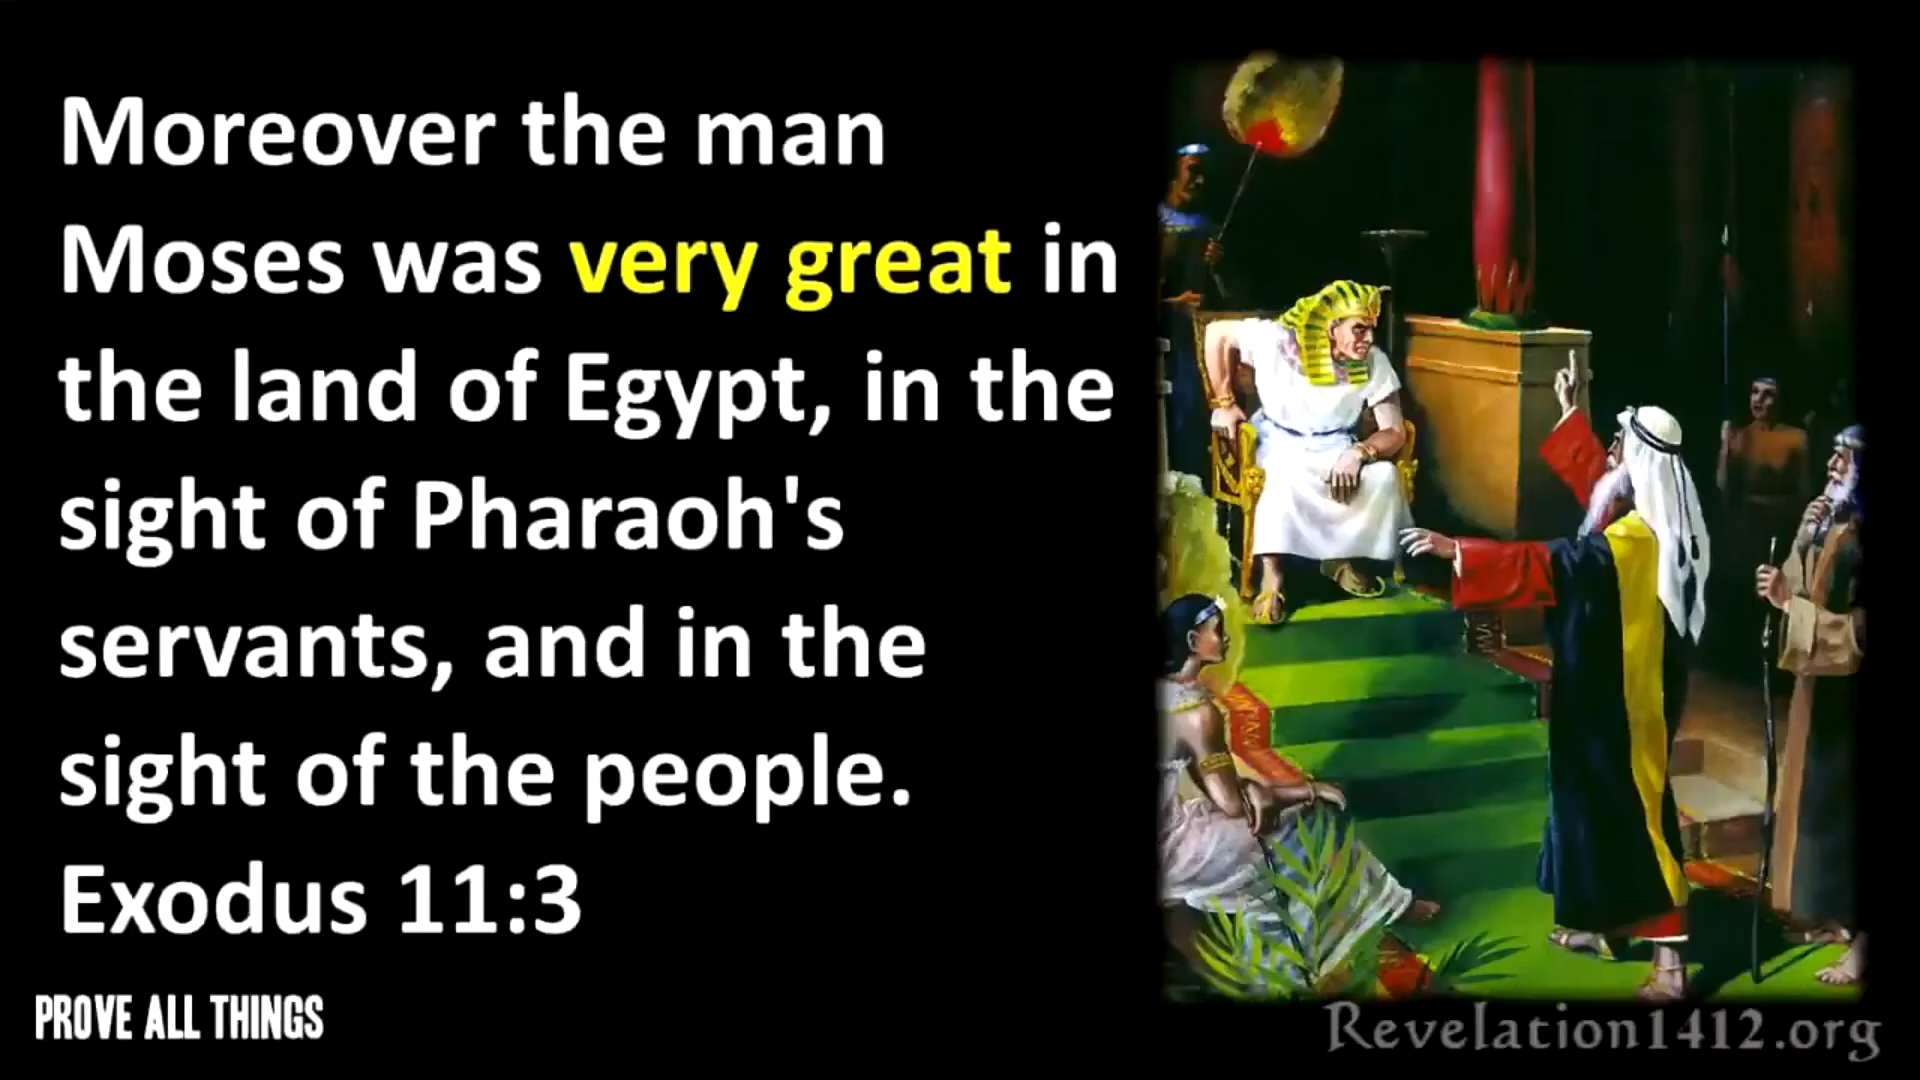 Moreover the man
Moses was very great in
the land of Egypt, in the
sight of Pharaoh's
servants, and in the
sight of the people.
Exodus 11:3
PROVE ALL THINGS
Revelation1412.org